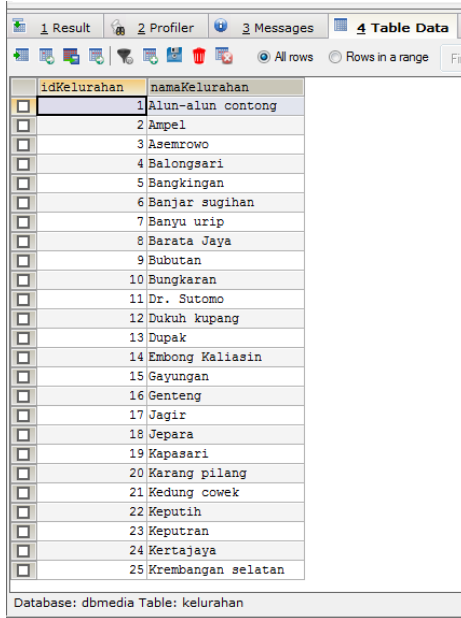 1 Result 2 Profiler 3 Messages 4 Table Data
All rows Rows in a range
idKelurahan namaKelurahan
1 Alun-alun contong
2 Ampel
3 Asemrowo
4 Balongsari
5 Bangkingan
6 Banjar sugihan
7 Banyu urip
8 Barata Jaya
9 Bubutan
10 Bungkaran
11 Dr. Sutomo
12 Dukuh kupang
13 Dupak
14 Embong Kaliasin
15 Gayungan
16 Genteng
17 Jagir
18 Jepara
19 Kapasari
20 Karang pilang
21 Kedung cowek
22 Keputih
23 Keputran
24 Kertajaya
25 Krembangan selatan
Database: dbmedia Table: kelurahan